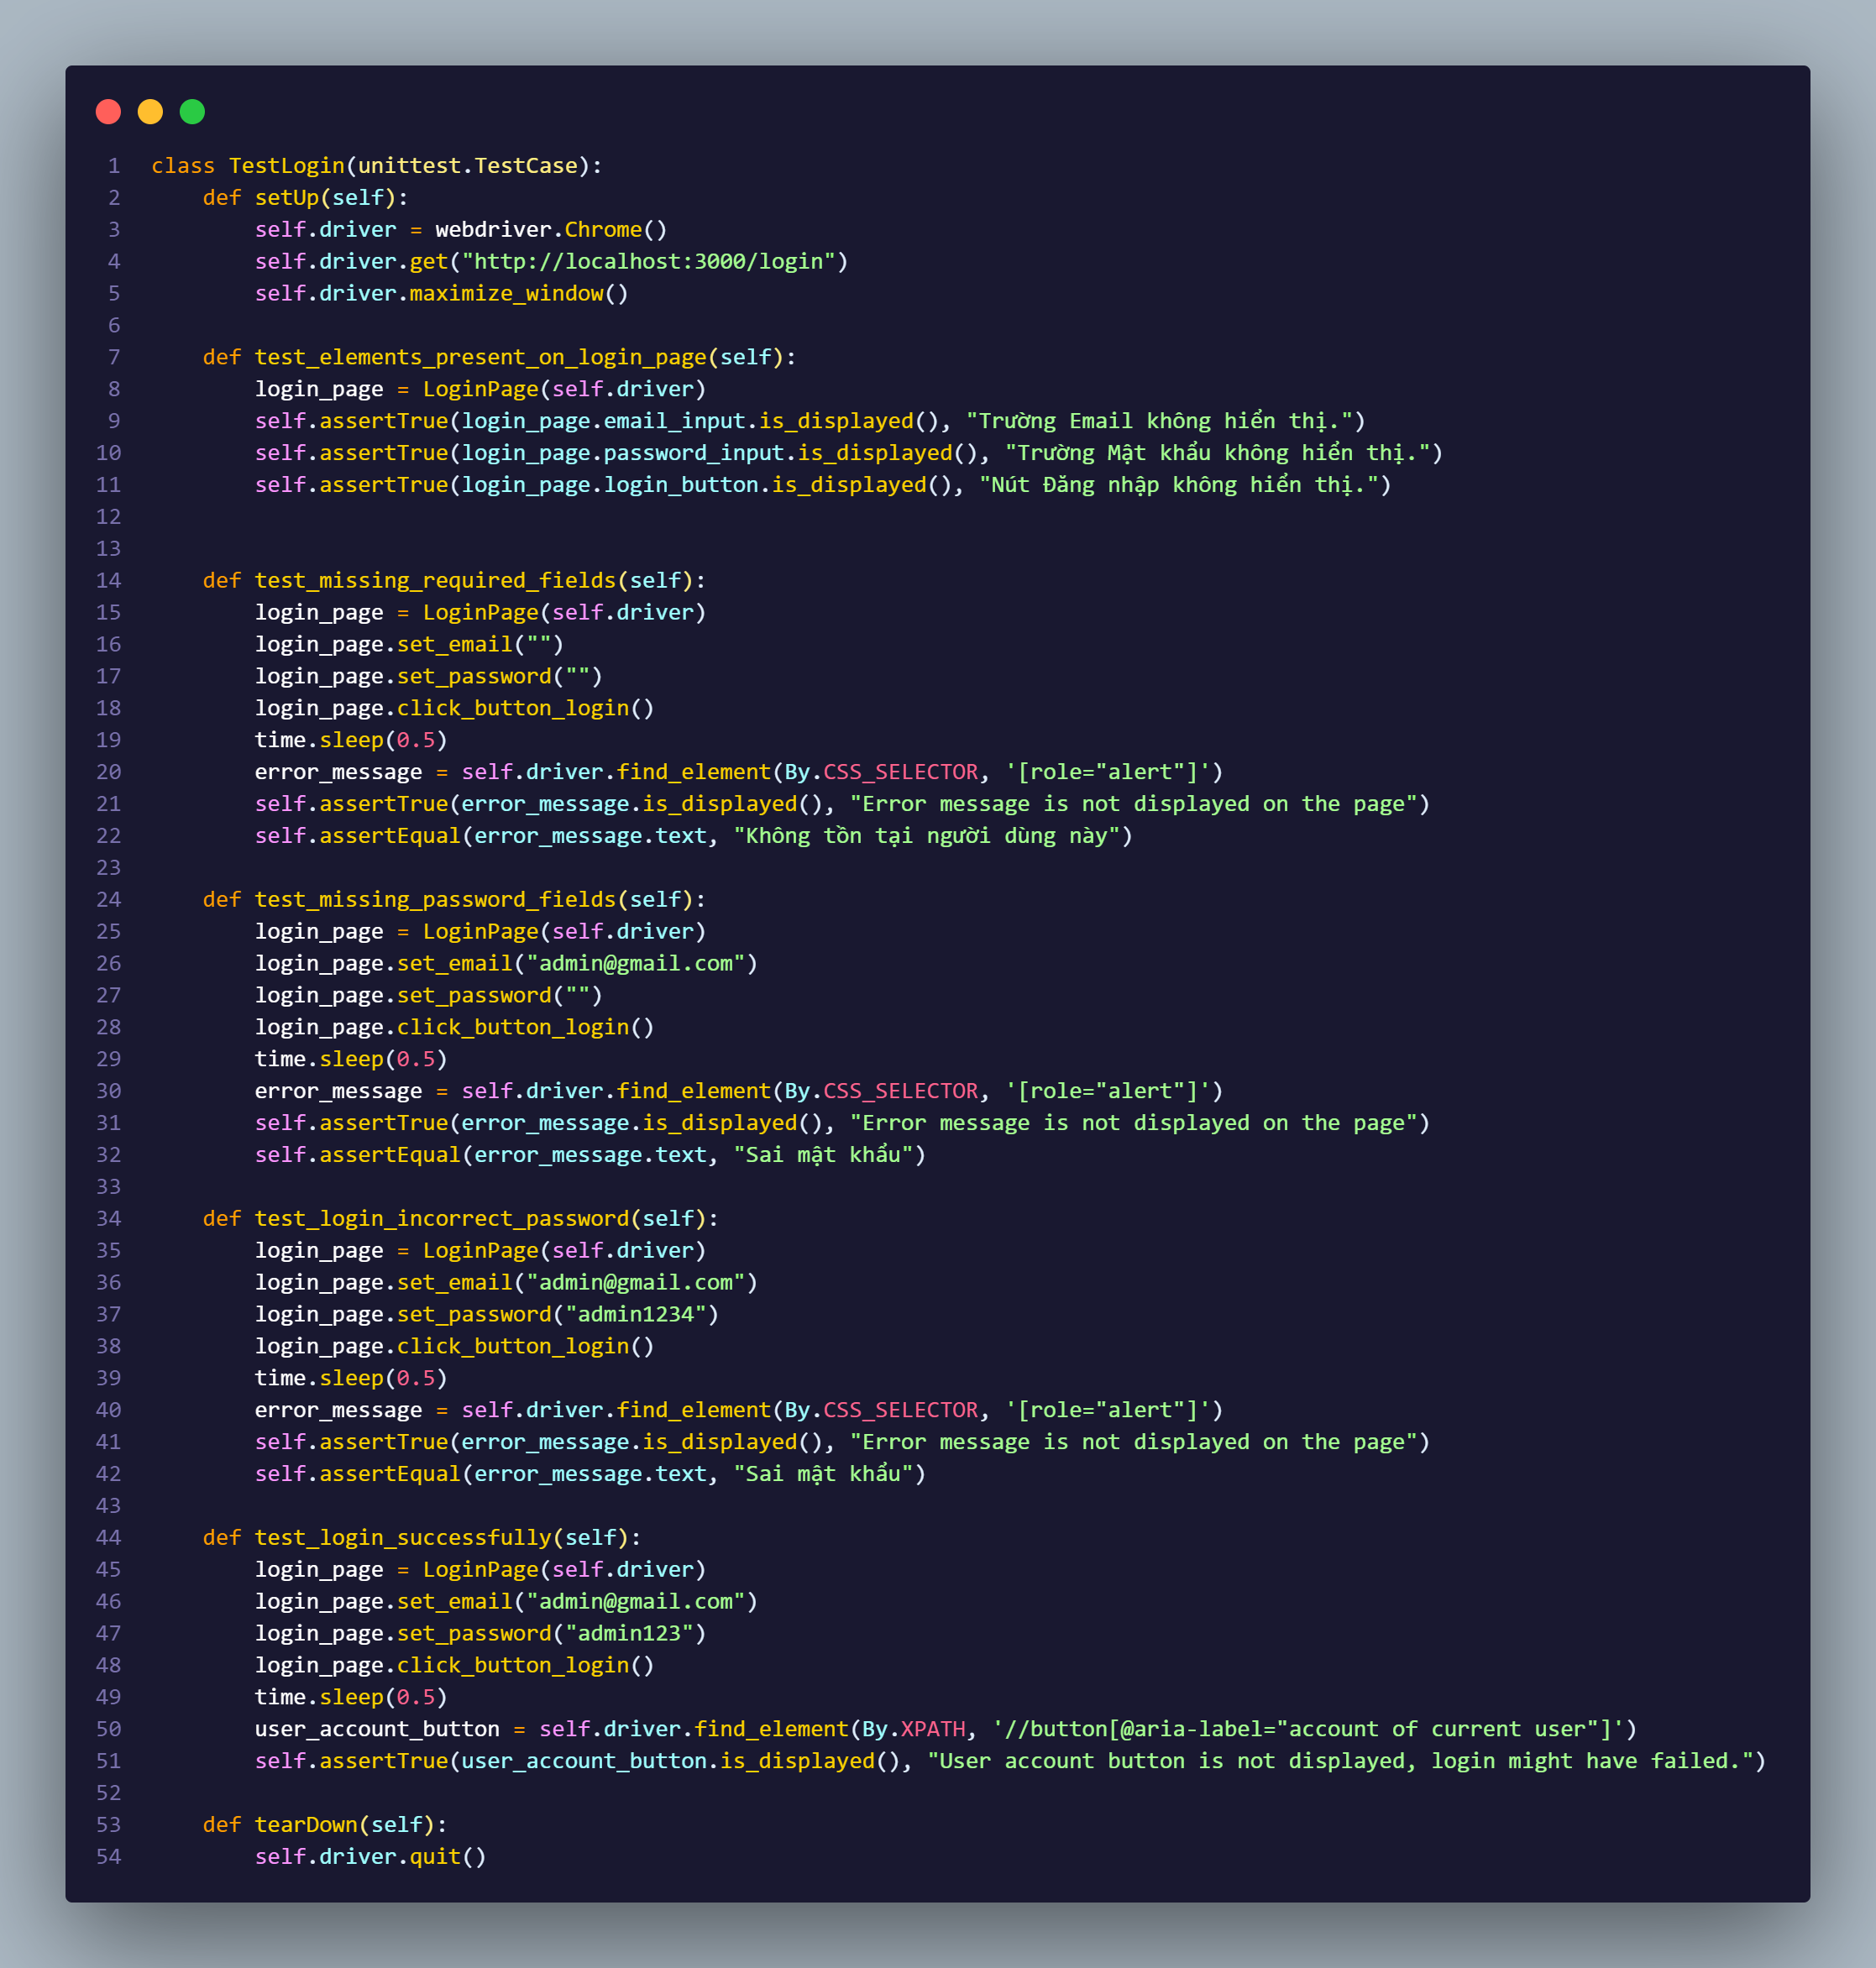 1 class TestLogin(unittest.TestCase):
2     def setUp(self):
3         self.driver = webdriver.Chrome()
4         self.driver.get("http://localhost:3000/login")
5         self.driver.maximize_window()
6
7     def test_elements_present_on_login_page(self):
8         login_page = LoginPage(self.driver)
9         self.assertTrue(login_page.email_input.is_displayed(), "Trường Email không hiển thị.")
10         self.assertTrue(login_page.password_input.is_displayed(), "Trường Mật khẩu không hiển thị.")
11         self.assertTrue(login_page.login_button.is_displayed(), "Nút Đăng nhập không hiển thị.")
12
13
14     def test_missing_required_fields(self):
15         login_page = LoginPage(self.driver)
16         login_page.set_email("")
17         login_page.set_password("")
18         login_page.click_button_login()
19         time.sleep(0.5)
20         error_message = self.driver.find_element(By.CSS_SELECTOR, '[role="alert"]')
21         self.assertTrue(error_message.is_displayed(), "Error message is not displayed on the page")
22         self.assertEqual(error_message.text, "Không tồn tại người dùng này")
23
24     def test_missing_password_fields(self):
25         login_page = LoginPage(self.driver)
26         login_page.set_email("admin@gmail.com")
27         login_page.set_password("")
28         login_page.click_button_login()
29         time.sleep(0.5)
30         error_message = self.driver.find_element(By.CSS_SELECTOR, '[role="alert"]')
31         self.assertTrue(error_message.is_displayed(), "Error message is not displayed on the page")
32         self.assertEqual(error_message.text, "Sai mật khẩu")
33
34     def test_login_incorrect_password(self):
35         login_page = LoginPage(self.driver)
36         login_page.set_email("admin@gmail.com")
37         login_page.set_password("admin1234")
38         login_page.click_button_login()
39         time.sleep(0.5)
40         error_message = self.driver.find_element(By.CSS_SELECTOR, '[role="alert"]')
41         self.assertTrue(error_message.is_displayed(), "Error message is not displayed on the page")
42         self.assertEqual(error_message.text, "Sai mật khẩu")
43
44     def test_login_successfully(self):
45         login_page = LoginPage(self.driver)
46         login_page.set_email("admin@gmail.com")
47         login_page.set_password("admin123")
48         login_page.click_button_login()
49         time.sleep(0.5)
50         user_account_button = self.driver.find_element(By.XPATH, '//button[@aria-label="account of current user"]')
51         self.assertTrue(user_account_button.is_displayed(), "User account button is not displayed, login might have failed.")
52
53     def tearDown(self):
54         self.driver.quit()